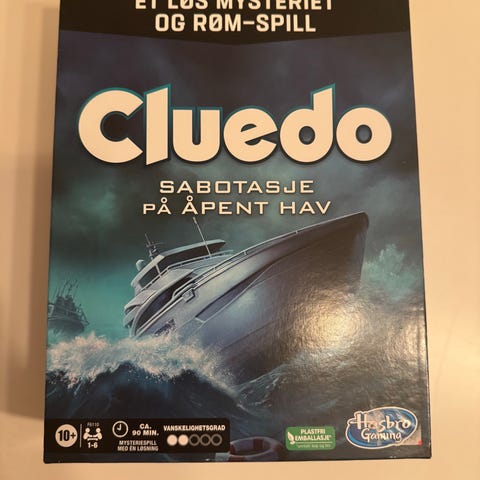 ET LØS MYSTERIET
OG RØM-SPILL
Cluedo
SABOTASJE
PÅ ÅPENT HAV
10+
F6110
1-6
CA.
90 MIN.
MYSTERIESPILL
MED EN LØSNING
VANSKELIGHETSGRAD
PLASTFRI
EMBALLASJE*
Hasbro
Gaming